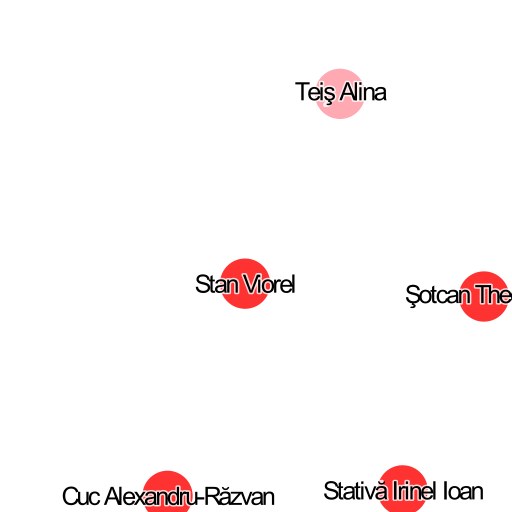 Teiş Alina
Stan Viorel
Şotcan The
Cuc Alexandru-Răzvan
Stativă Irinel Ioan